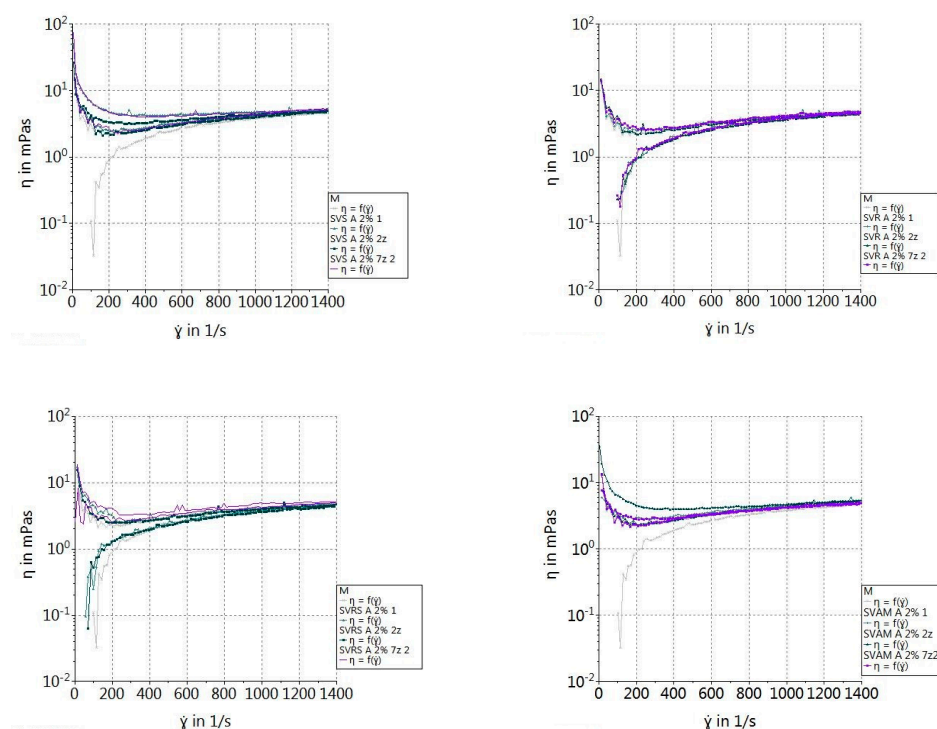 10²
10¹
10⁰
10⁻¹
10⁻²
η in mPas
0 200 400 600 800 1000 1200 1400
γ̇ in 1/s
M
η = f(γ̇)
SVS A 2% 1
η = f(γ̇)
SVS A 2% 2z
η = f(γ̇)
SVS A 2% 7z 2
η = f(γ̇)
10²
10¹
10⁰
10⁻¹
10⁻²
η in mPas
0 200 400 600 800 1000 1200 1400
γ̇ in 1/s
M
η = f(γ̇)
SVR A 2% 1
η = f(γ̇)
SVR A 2% 2z
η = f(γ̇)
SVR A 2% 7z 2
η = f(γ̇)
10²
10¹
10⁰
10⁻¹
10⁻²
η in mPas
0 200 400 600 800 1000 1200 1400
γ̇ in 1/s
M
η = f(γ̇)
SVRS A 2% 1
η = f(γ̇)
SVRS A 2% 2z
η = f(γ̇)
SVRS A 2% 7z 2
η = f(γ̇)
10²
10¹
10⁰
10⁻¹
10⁻²
η in mPas
0 200 400 600 800 1000 1200 1400
γ̇ in 1/s
M
η = f(γ̇)
SVAM A 2% 1
η = f(γ̇)
SVAM A 2% 2z
η = f(γ̇)
SVAM A 2% 7z2
η = f(γ̇)